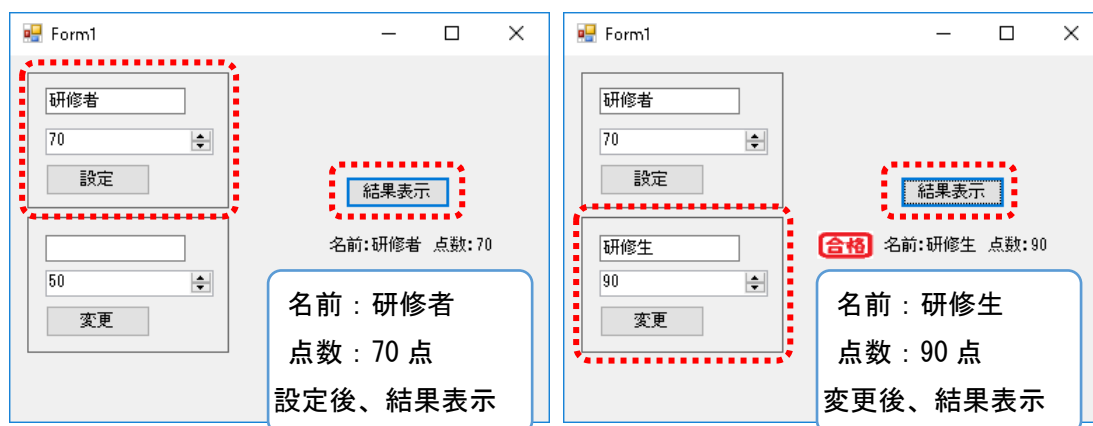 Form1
研修者
70
設定
結果表示
名前:研修者 点数:70
50
変更
名前：研修者
点数：70 点
設定後、結果表示
Form1
研修者
70
設定
結果表示
研修生
合格 名前:研修生 点数:90
90
変更
名前：研修生
点数：90 点
変更後、結果表示